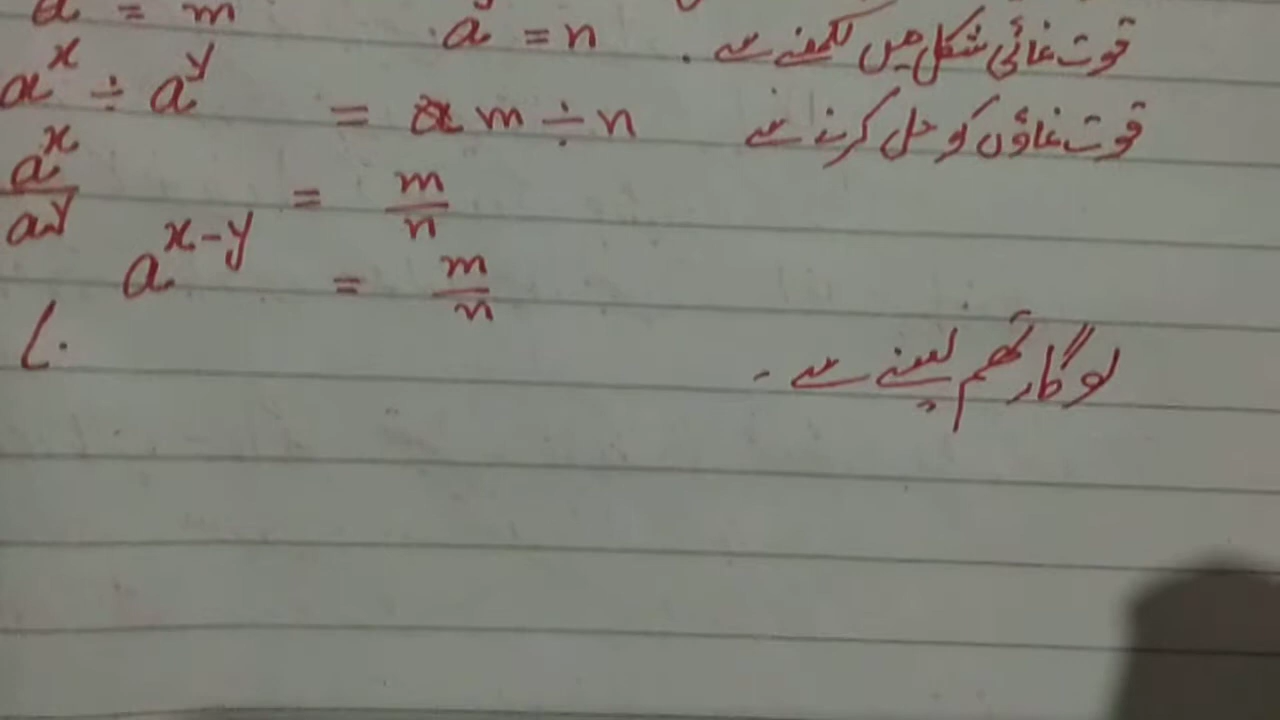 a = m a^y = n قوت نمائی شکل میں لکھنے سے .
a^x ÷ a^y = m ÷ n قوت نماؤں کو حل کرنے سے
a^x/a^y = m/n
a^(x-y) = m/n
لوگارتھم لینے سے -